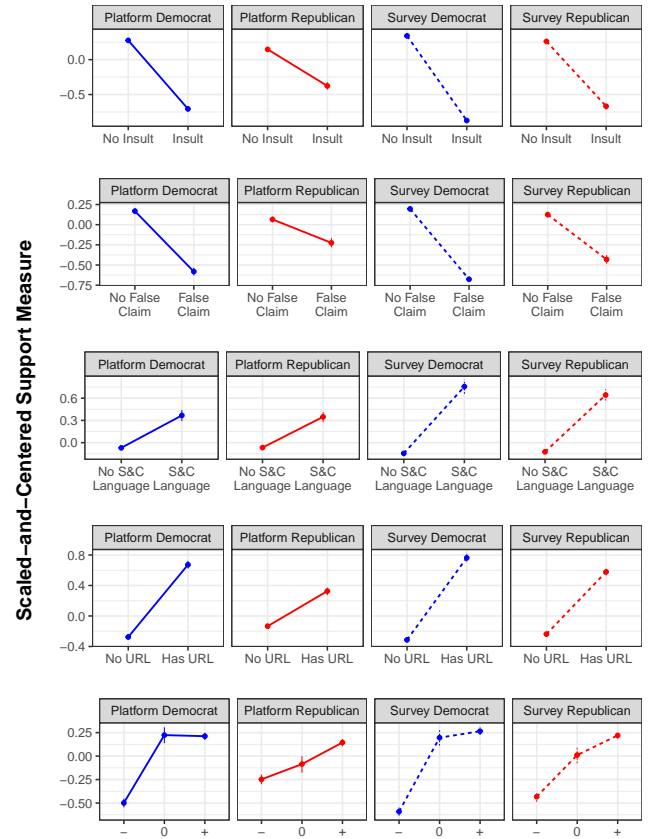 Scaled−and−Centered Support Measure
Platform Democrat Platform Republican Survey Democrat Survey Republican
0.0
−0.5
No Insult Insult No Insult Insult No Insult Insult No Insult Insult
Platform Democrat Platform Republican Survey Democrat Survey Republican
0.25
0.00
−0.25
−0.50
−0.75
No False False No False False No False False No False False
Claim Claim Claim Claim Claim Claim Claim Claim
Platform Democrat Platform Republican Survey Democrat Survey Republican
0.6
0.3
0.0
No S&C S&C No S&C S&C No S&C S&C No S&C S&C
Language Language Language Language Language Language Language Language
Platform Democrat Platform Republican Survey Democrat Survey Republican
0.8
0.4
0.0
−0.4
No URL Has URL No URL Has URL No URL Has URL No URL Has URL
Platform Democrat Platform Republican Survey Democrat Survey Republican
0.25
0.00
−0.25
−0.50
− 0 + − 0 + − 0 + − 0 +